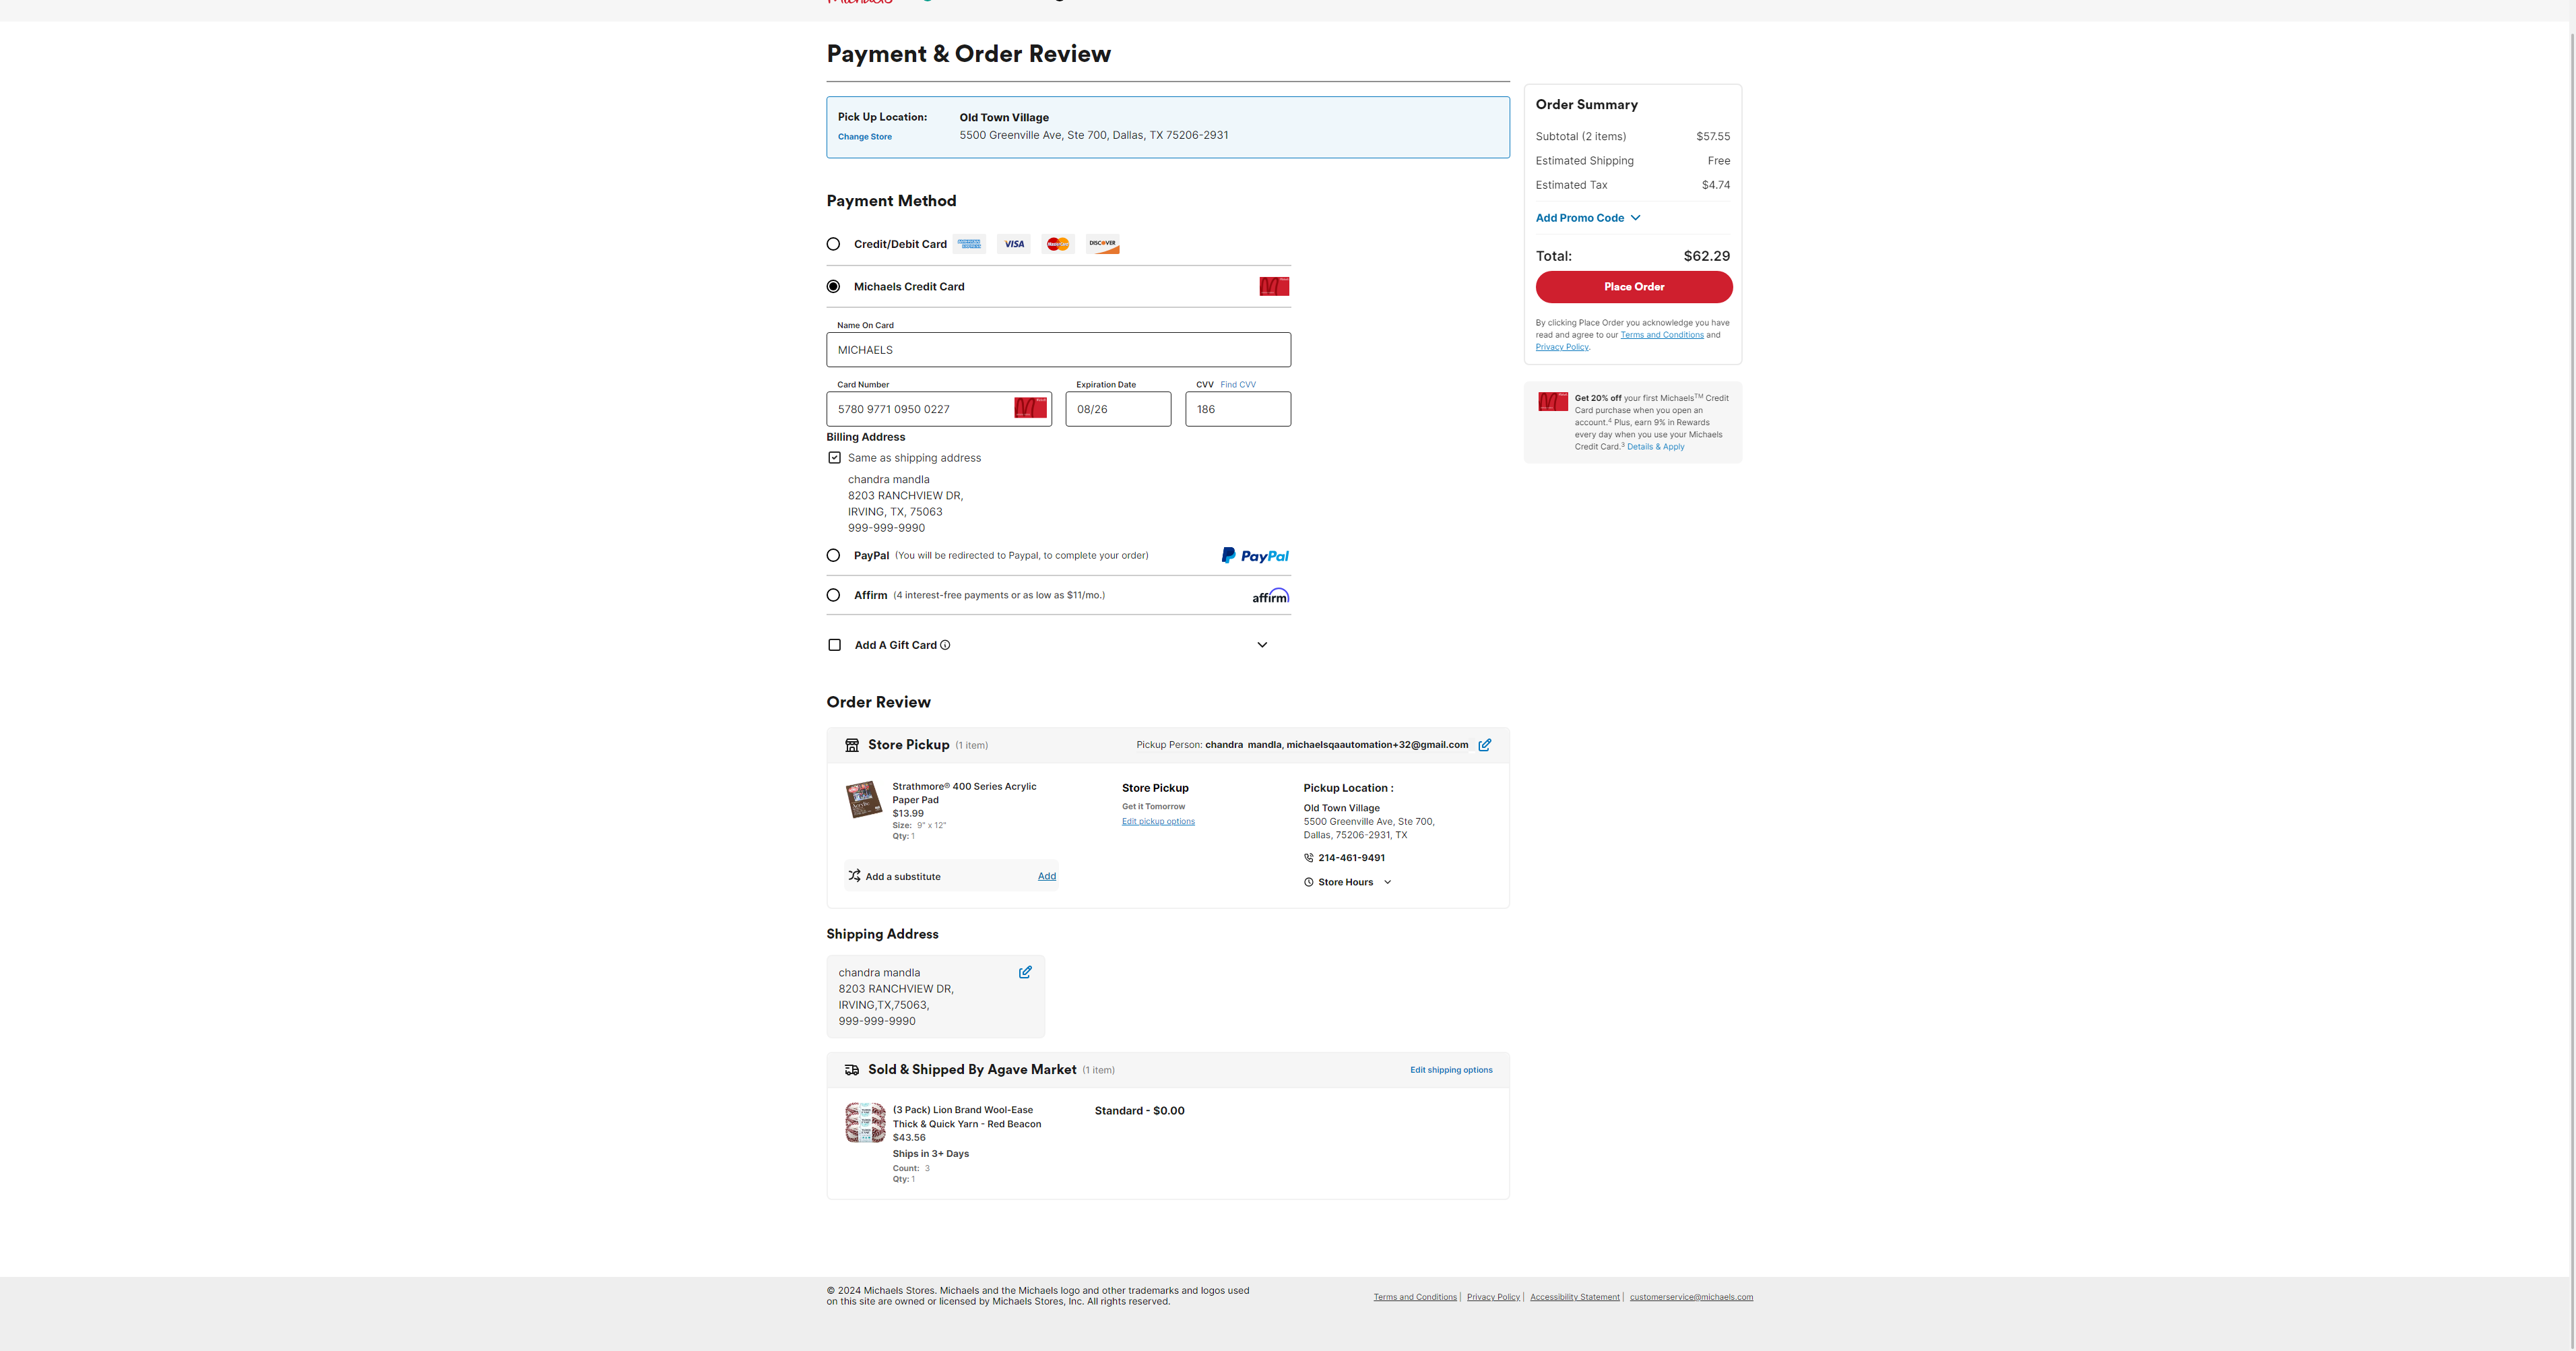 Payment & Order Review
Pick Up Location:
Change Store
Old Town Village
5500 Greenville Ave, Ste 700, Dallas, TX 75206-2931
Payment Method
Credit/Debit Card
VISA
DISCOVER
Michaels Credit Card
Name On Card
MICHAELS
Card Number
5780 9771 0950 0227
Expiration Date
08/26
CVV Find CVV
186
Billing Address
Same as shipping address
chandra mandla
8203 RANCHVIEW DR,
IRVING, TX, 75063
999-999-9990
PayPal (You will be redirected to Paypal, to complete your order)
PayPal
Affirm (4 interest-free payments or as low as $11/mo.)
affirm
Add A Gift Card
Order Summary
Subtotal (2 items) $57.55
Estimated Shipping Free
Estimated Tax $4.74
Add Promo Code
Total: $62.29
Place Order
By clicking Place Order you acknowledge you have
read and agree to our Terms and Conditions and
Privacy Policy.
Get 20% off your first Michaels™ Credit
Card purchase when you open an
account.⁴ Plus, earn 9% in Rewards
every day when you use your Michaels
Credit Card.³ Details & Apply
Order Review
Store Pickup (1 item)
Pickup Person: chandra mandla, michaelsqaautomation+32@gmail.com
Strathmore® 400 Series Acrylic
Paper Pad
$13.99
Size: 9" x 12"
Qty: 1
Add a substitute Add
Store Pickup
Get it Tomorrow
Edit pickup options
Pickup Location :
Old Town Village
5500 Greenville Ave, Ste 700,
Dallas, 75206-2931, TX
214-461-9491
Store Hours
Shipping Address
chandra mandla
8203 RANCHVIEW DR,
IRVING,TX,75063,
999-999-9990
Sold & Shipped By Agave Market (1 item)
Edit shipping options
(3 Pack) Lion Brand Wool-Ease
Thick & Quick Yarn - Red Beacon
$43.56
Ships in 3+ Days
Count: 3
Qty: 1
Standard - $0.00
© 2024 Michaels Stores. Michaels and the Michaels logo and other trademarks and logos used
on this site are owned or licensed by Michaels Stores, Inc. All rights reserved.
Terms and Conditions | Privacy Policy | Accessibility Statement | customerservice@michaels.com